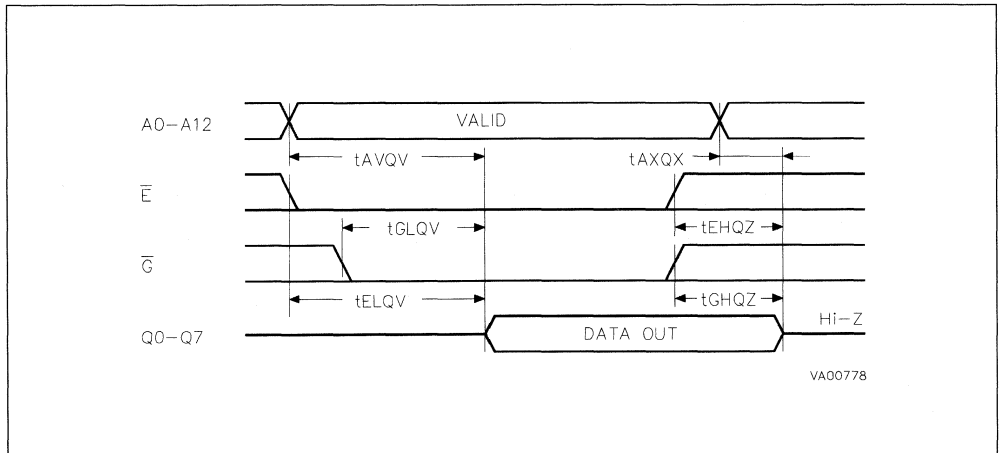 A0-A12
VALID
tAVQV
tAXQX
E̅
tGLQV
tEHQZ
G̅
tELQV
tGHQZ
Q0-Q7
DATA OUT
Hi-Z
VA00778